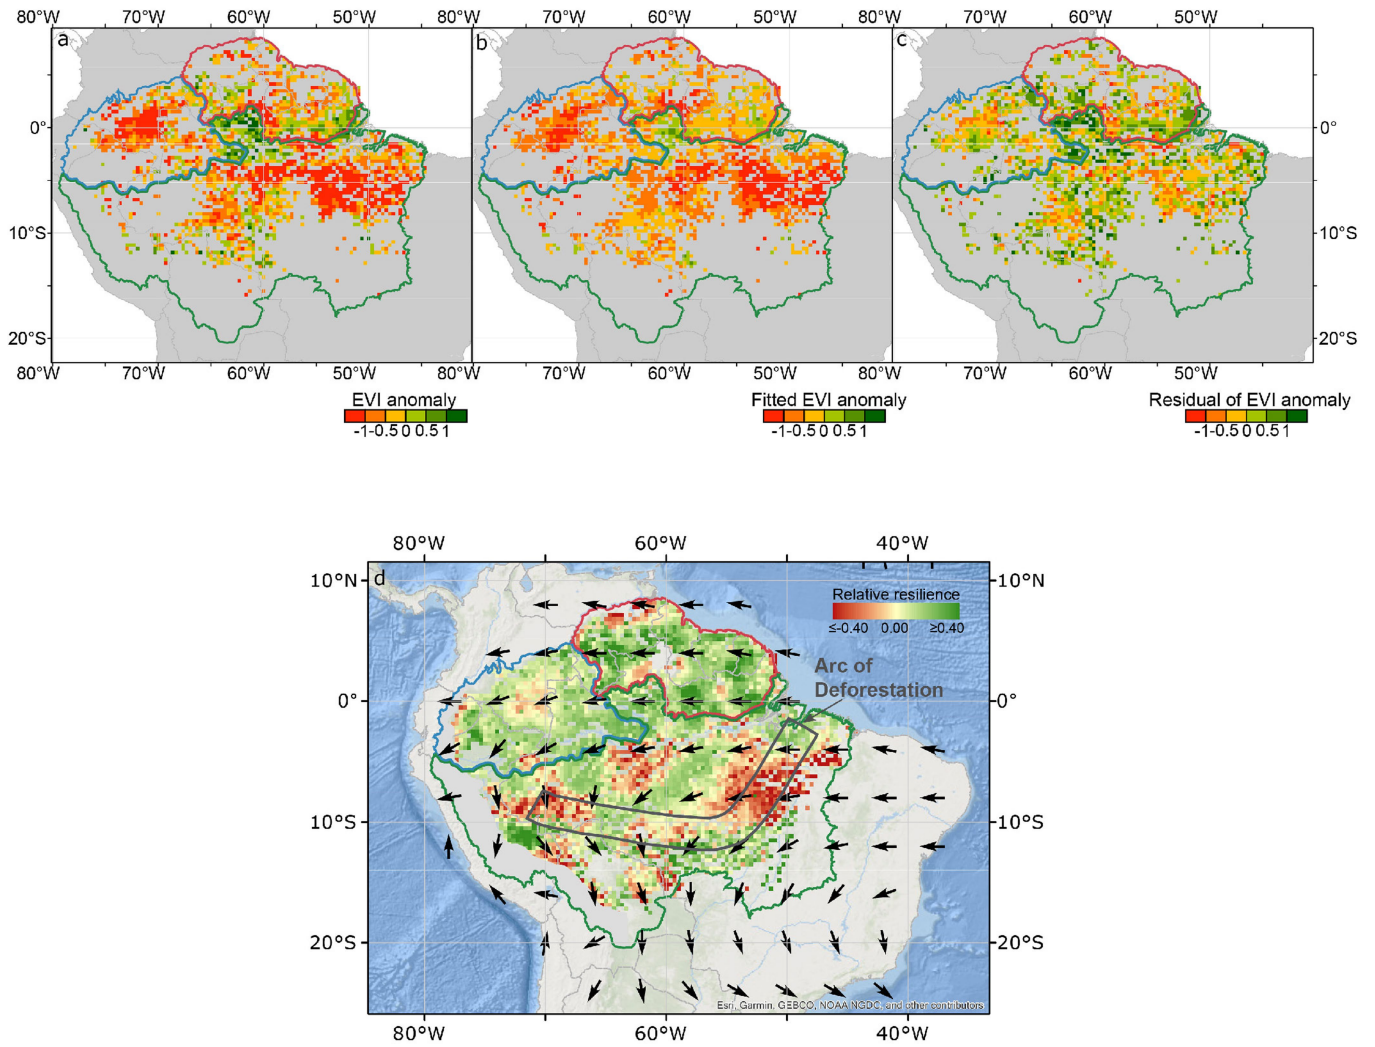 80°W 70°W 60°W 50°W 80°W 70°W 60°W 50°W 80°W 70°W 60°W 50°W
a b c
0° 0°
10°S 10°S
20°S 20°S
80°W 70°W 60°W 50°W 80°W 70°W 60°W 50°W 80°W 70°W 60°W 50°W
EVI anomaly Fitted EVI anomaly Residual of EVI anomaly
-1-0.5 0 0.5 1 -1-0.5 0 0.5 1 -1-0.5 0 0.5 1
80°W 60°W 40°W
d
10°N 10°N
Relative resilience
≤-0.40 0.00 ≥0.40
Arc of
Deforestation
0° 0°
10°S 10°S
20°S 20°S
Esri, Garmin, GEBCO, NOAA NGDC, and other contributors
80°W 60°W 40°W